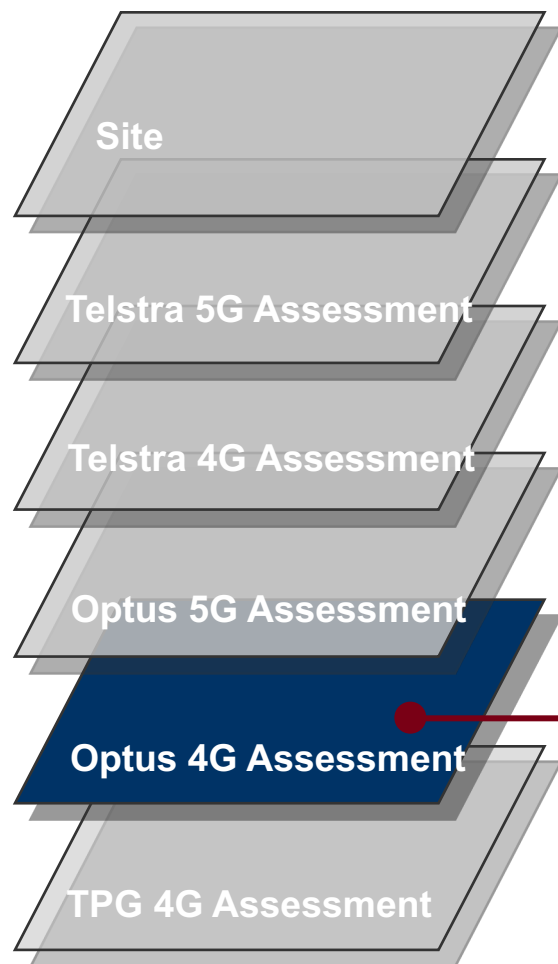 Site
Telstra 5G Assessment
Telstra 4G Assessment
Optus 5G Assessment
Optus 4G Assessment
TPG 4G Assessment